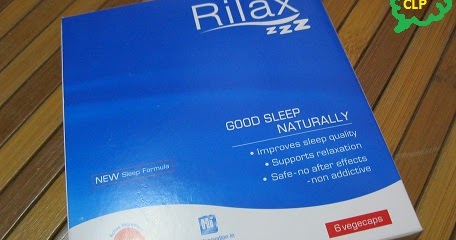 CLP
Rilax
zzz
GOOD SLEEP
NATURALLY
• Improves sleep quality
• Supports relaxation
• Safe - no after effects
- non addictive
NEW Sleep Formula
6 vegecaps